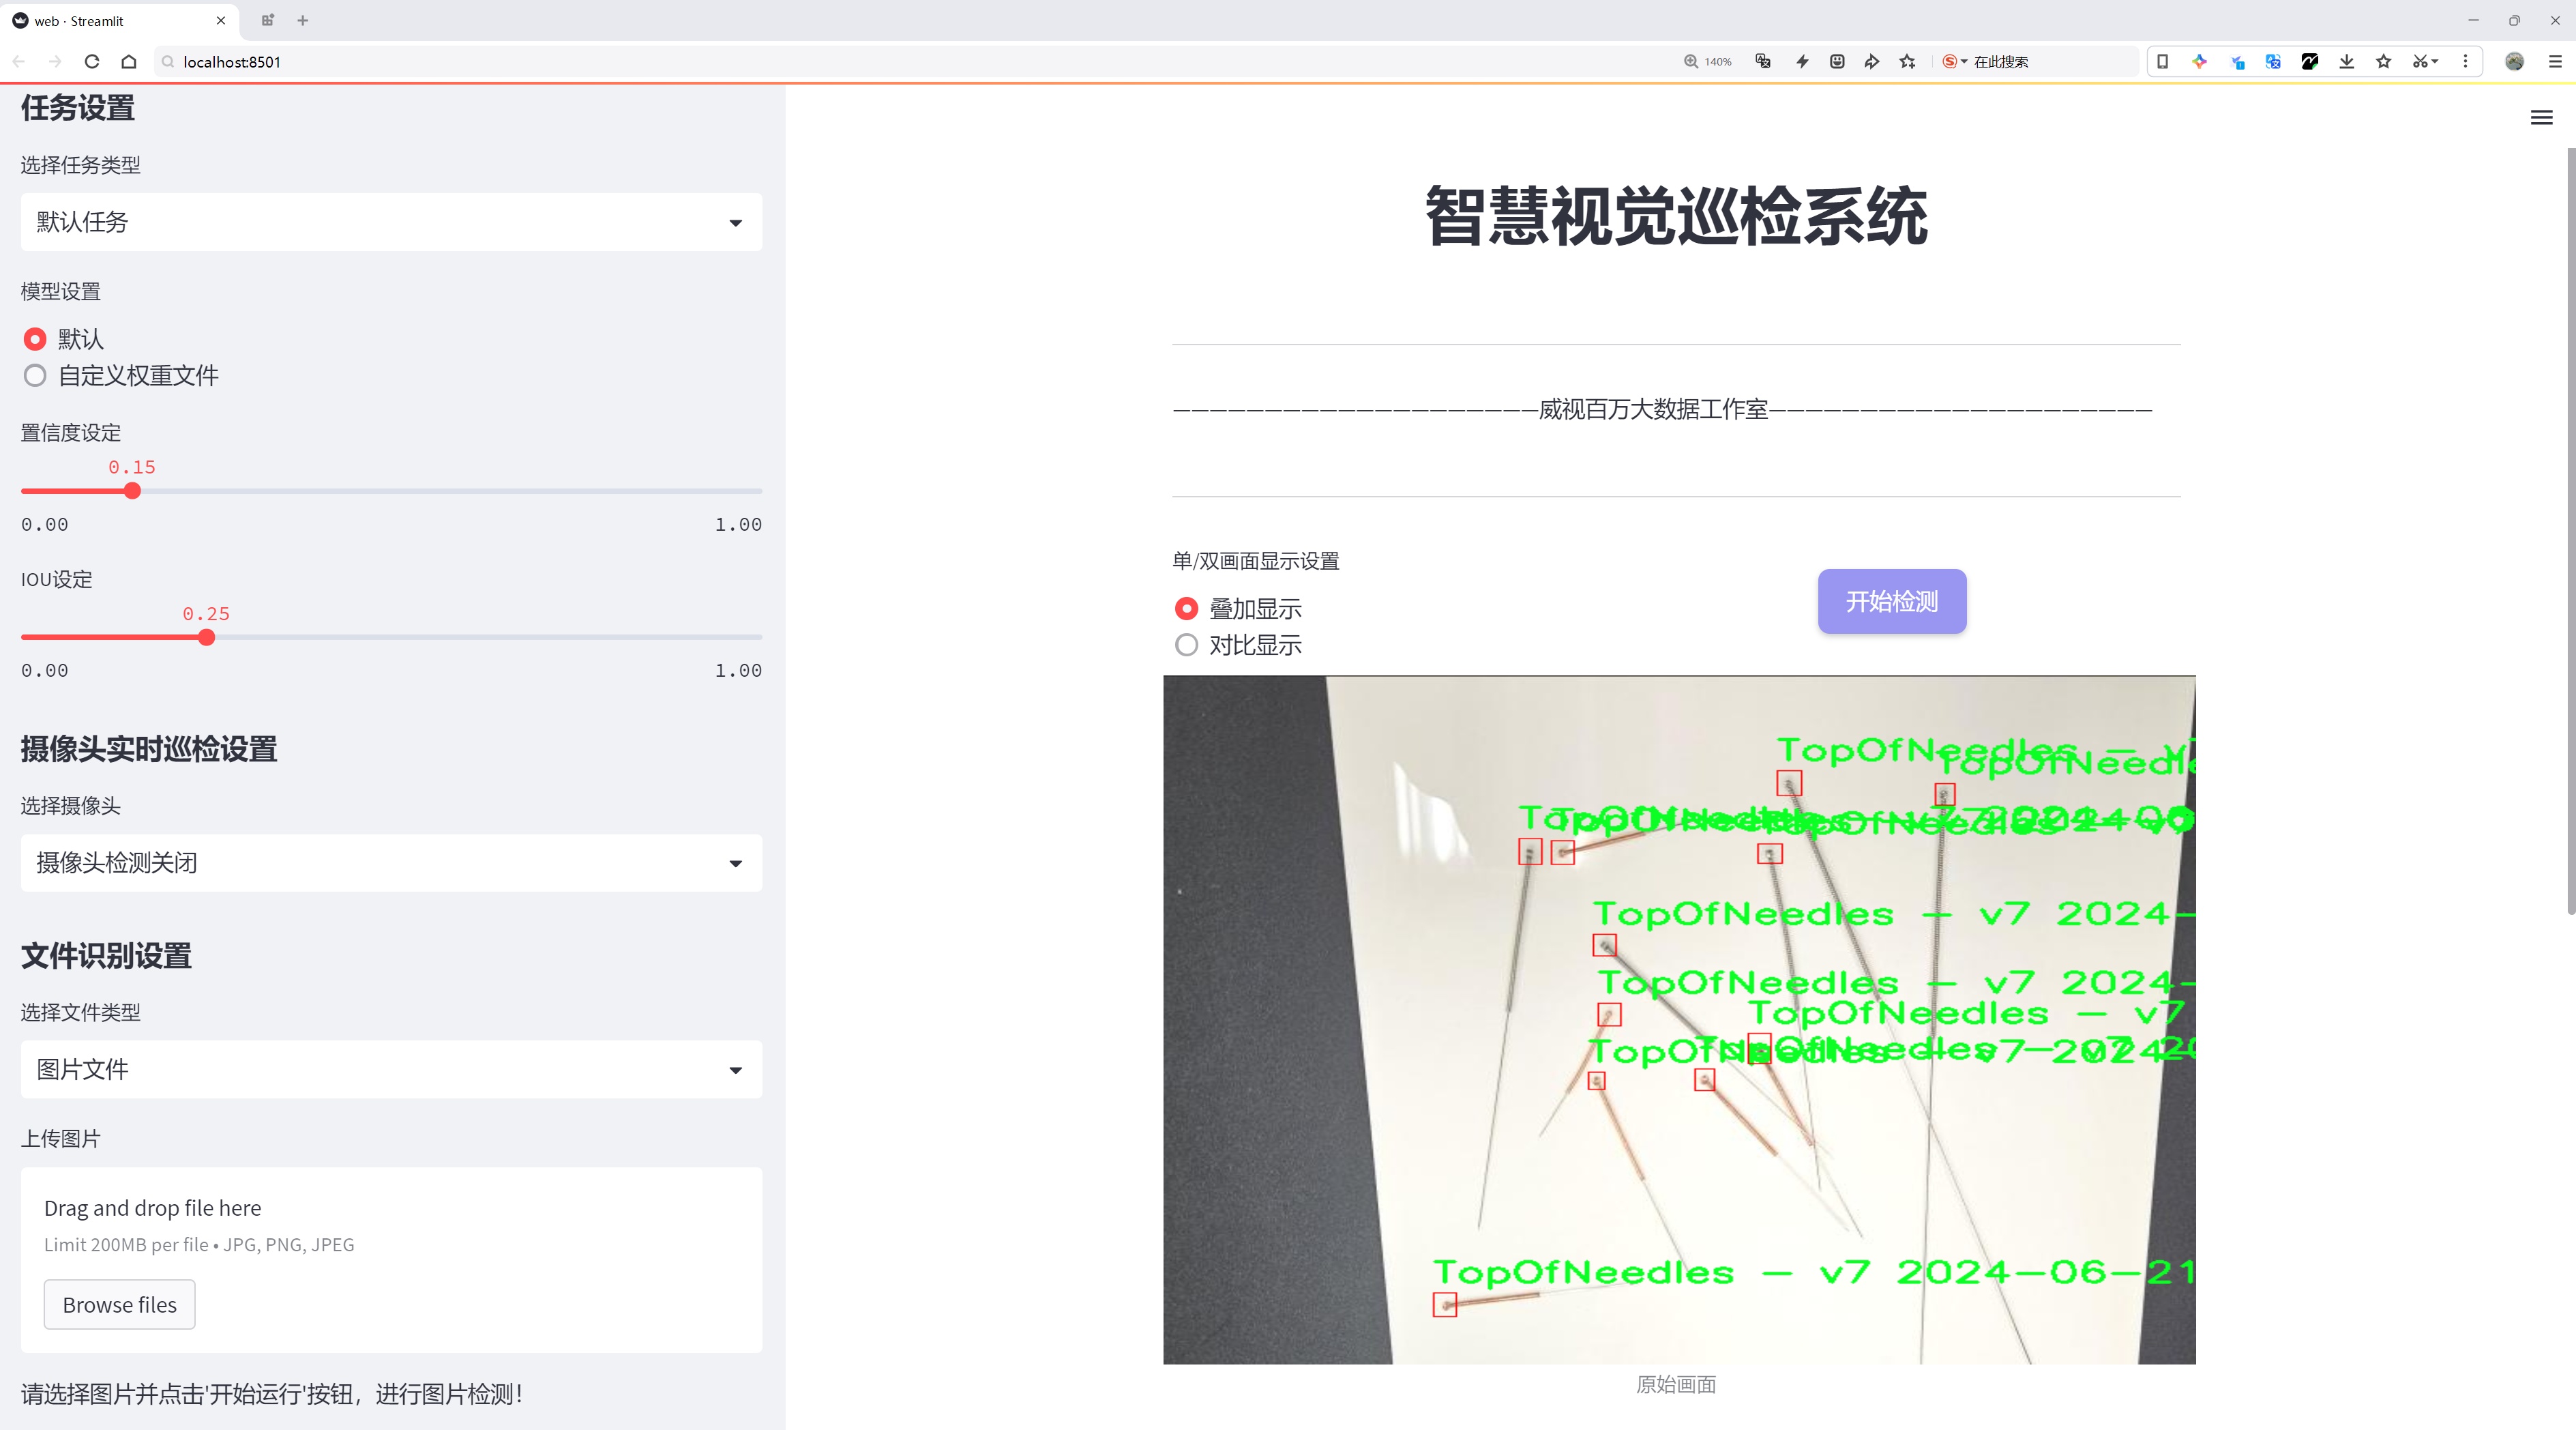 web · Streamlit
localhost:8501
140%
在此搜索
任务设置
选择任务类型
默认任务
模型设置
默认
自定义权重文件
置信度设定
0.15
0.00
1.00
IOU设定
0.25
0.00
1.00
摄像头实时巡检设置
选择摄像头
摄像头检测关闭
文件识别设置
选择文件类型
图片文件
上传图片
Drag and drop file here
Limit 200MB per file • JPG, PNG, JPEG
Browse files
请选择图片并点击'开始运行'按钮，进行图片检测！
智慧视觉巡检系统
————————————————————威视百万大数据工作室—————————————————————
单/双画面显示设置
叠加显示
对比显示
开始检测
TopOfNeedles – v7
TopOfNeedle
TopOfNeedles – v7 2024-
TopOfNeedles – v7 2024-
TopOfNeedles – v7
TopOfNeedles – v7 2024-
TopOfNeedles – v7 2024-06-21
原始画面